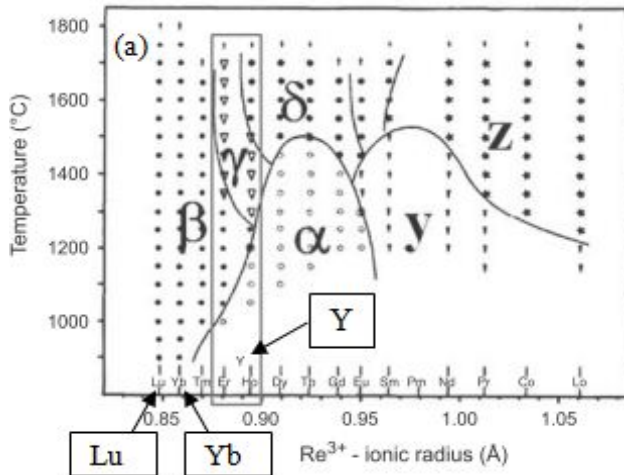 (a)
1800
1600
1400
1200
1000
Temperature (°C)
β
γ
δ
α
y
z
Y
Y
Lu Yb Tm Er Ho Dy Tb Gd Eu Sm Pm Nd Pr Ce La
0.85 0.90 0.95 1.00 1.05
Lu
Yb
Re³⁺ - ionic radius (Å)